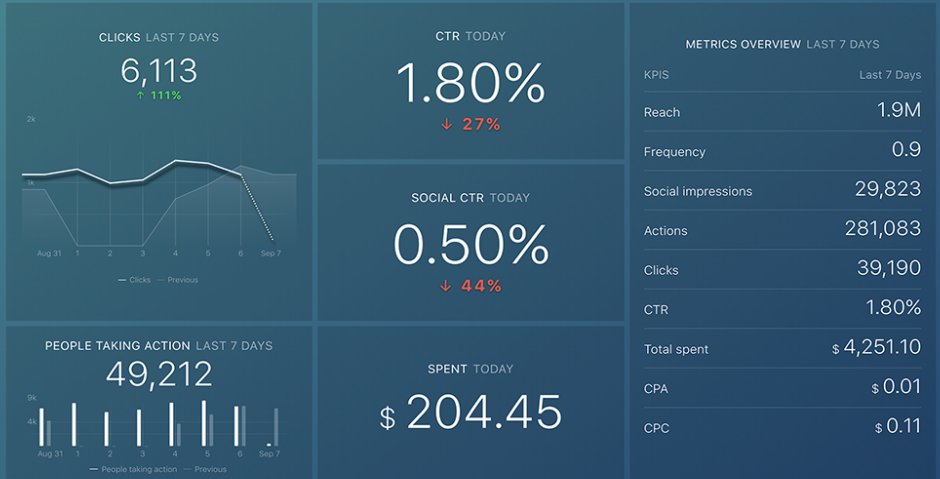 CLICKS LAST 7 DAYS
6,113
↑ 111%
2k
1k
Aug 31 1 2 3 4 5 6 Sep 7
Clicks Previous
PEOPLE TAKING ACTION LAST 7 DAYS
49,212
9k
4k
Aug 31 1 2 3 4 5 6 Sep 7
People taking action Previous
CTR TODAY
1.80%
↓ 27%
SOCIAL CTR TODAY
0.50%
↓ 44%
SPENT TODAY
$ 204.45
METRICS OVERVIEW LAST 7 DAYS
KPIS Last 7 Days
Reach 1.9M
Frequency 0.9
Social impressions 29,823
Actions 281,083
Clicks 39,190
CTR 1.80%
Total spent $ 4,251.10
CPA $ 0.01
CPC $ 0.11